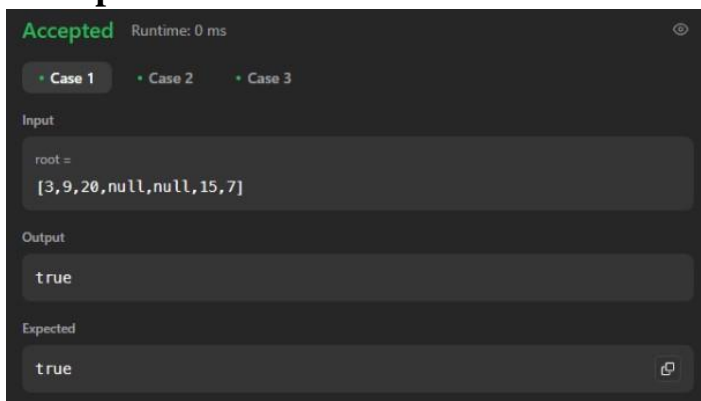 Accepted Runtime: 0 ms
• Case 1 • Case 2 • Case 3
Input
root =
[3,9,20,null,null,15,7]
Output
true
Expected
true